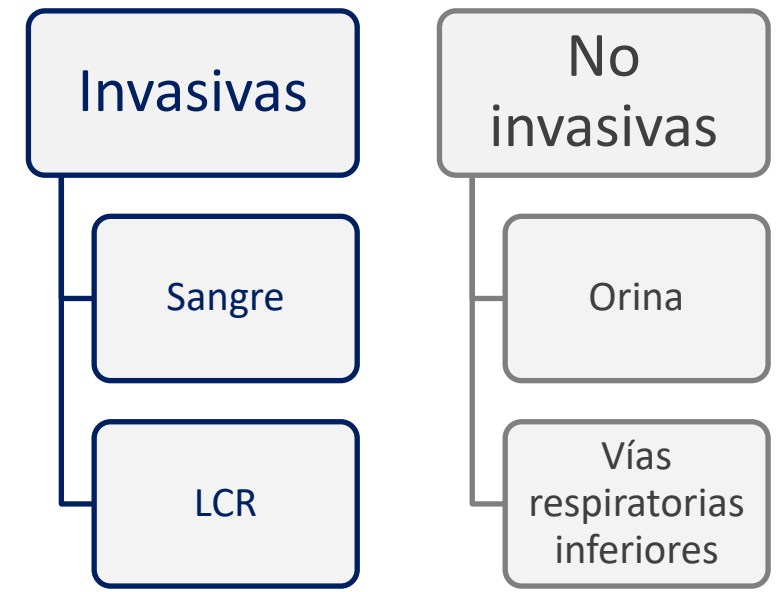 Invasivas
Sangre
LCR
No
invasivas
Orina
Vías
respiratorias
inferiores